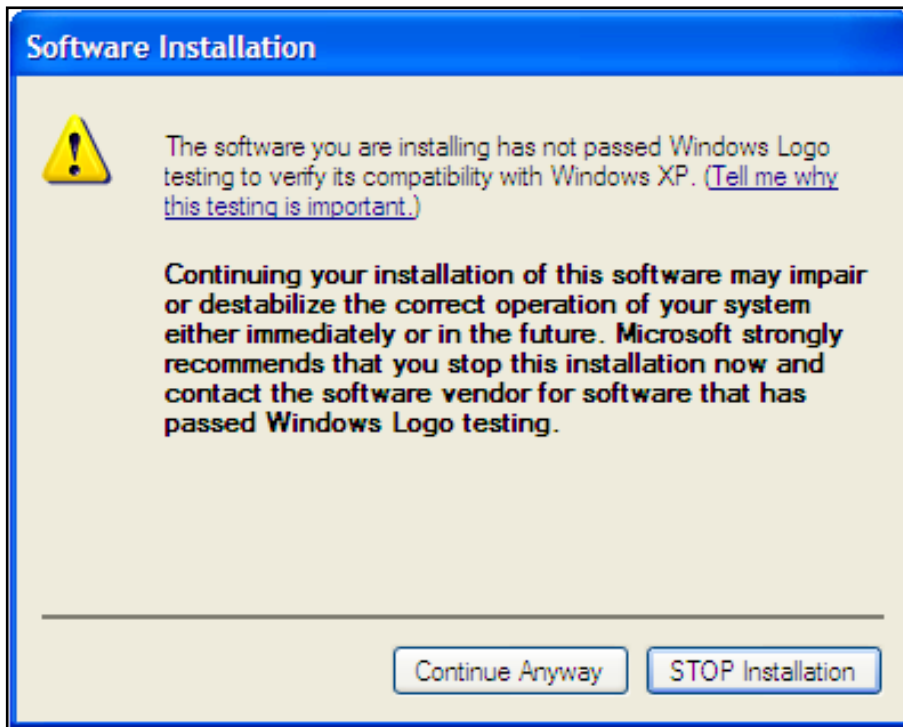 Software Installation
The software you are installing has not passed Windows Logo
testing to verify its compatibility with Windows XP. (Tell me why
this testing is important.)
Continuing your installation of this software may impair
or destabilize the correct operation of your system
either immediately or in the future. Microsoft strongly
recommends that you stop this installation now and
contact the software vendor for software that has
passed Windows Logo testing.
Continue Anyway
STOP Installation